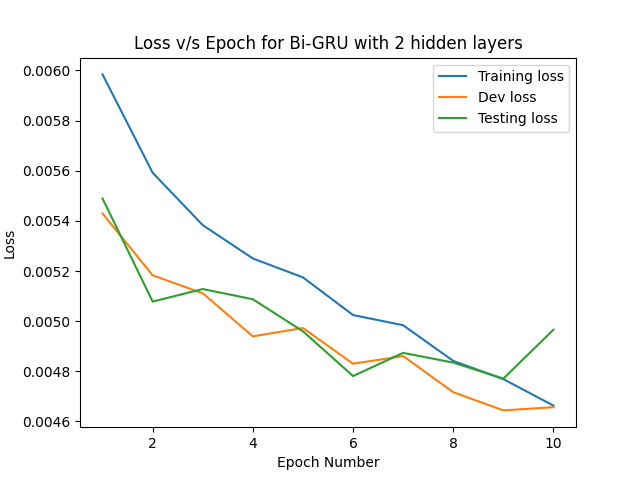 Loss v/s Epoch for Bi-GRU with 2 hidden layers
Training loss
Dev loss
Testing loss
0.0060
0.0058
0.0056
0.0054
0.0052
0.0050
0.0048
0.0046
Loss
2 4 6 8 10
Epoch Number